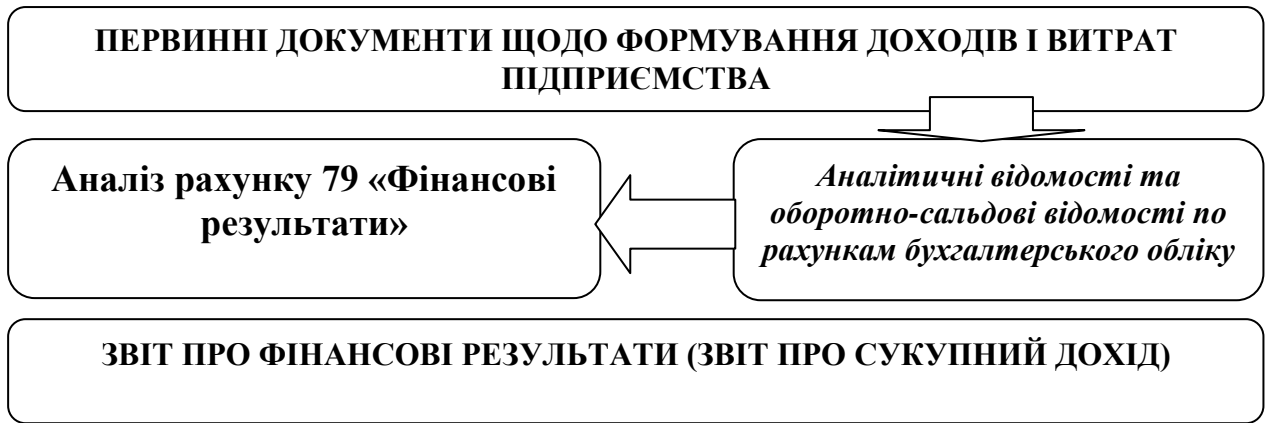 ПЕРВИННІ ДОКУМЕНТИ ЩОДО ФОРМУВАННЯ ДОХОДІВ І ВИТРАТ
ПІДПРИЄМСТВА
Аналіз рахунку 79 «Фінансові
результати»
Аналітичні відомості та
оборотно-сальдові відомості по
рахункам бухгалтерського обліку
ЗВІТ ПРО ФІНАНСОВІ РЕЗУЛЬТАТИ (ЗВІТ ПРО СУКУПНИЙ ДОХІД)